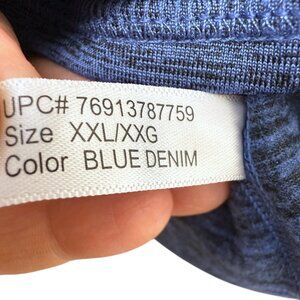 UPC# 76913787759
Size XXL/XXG
Color BLUE DENIM